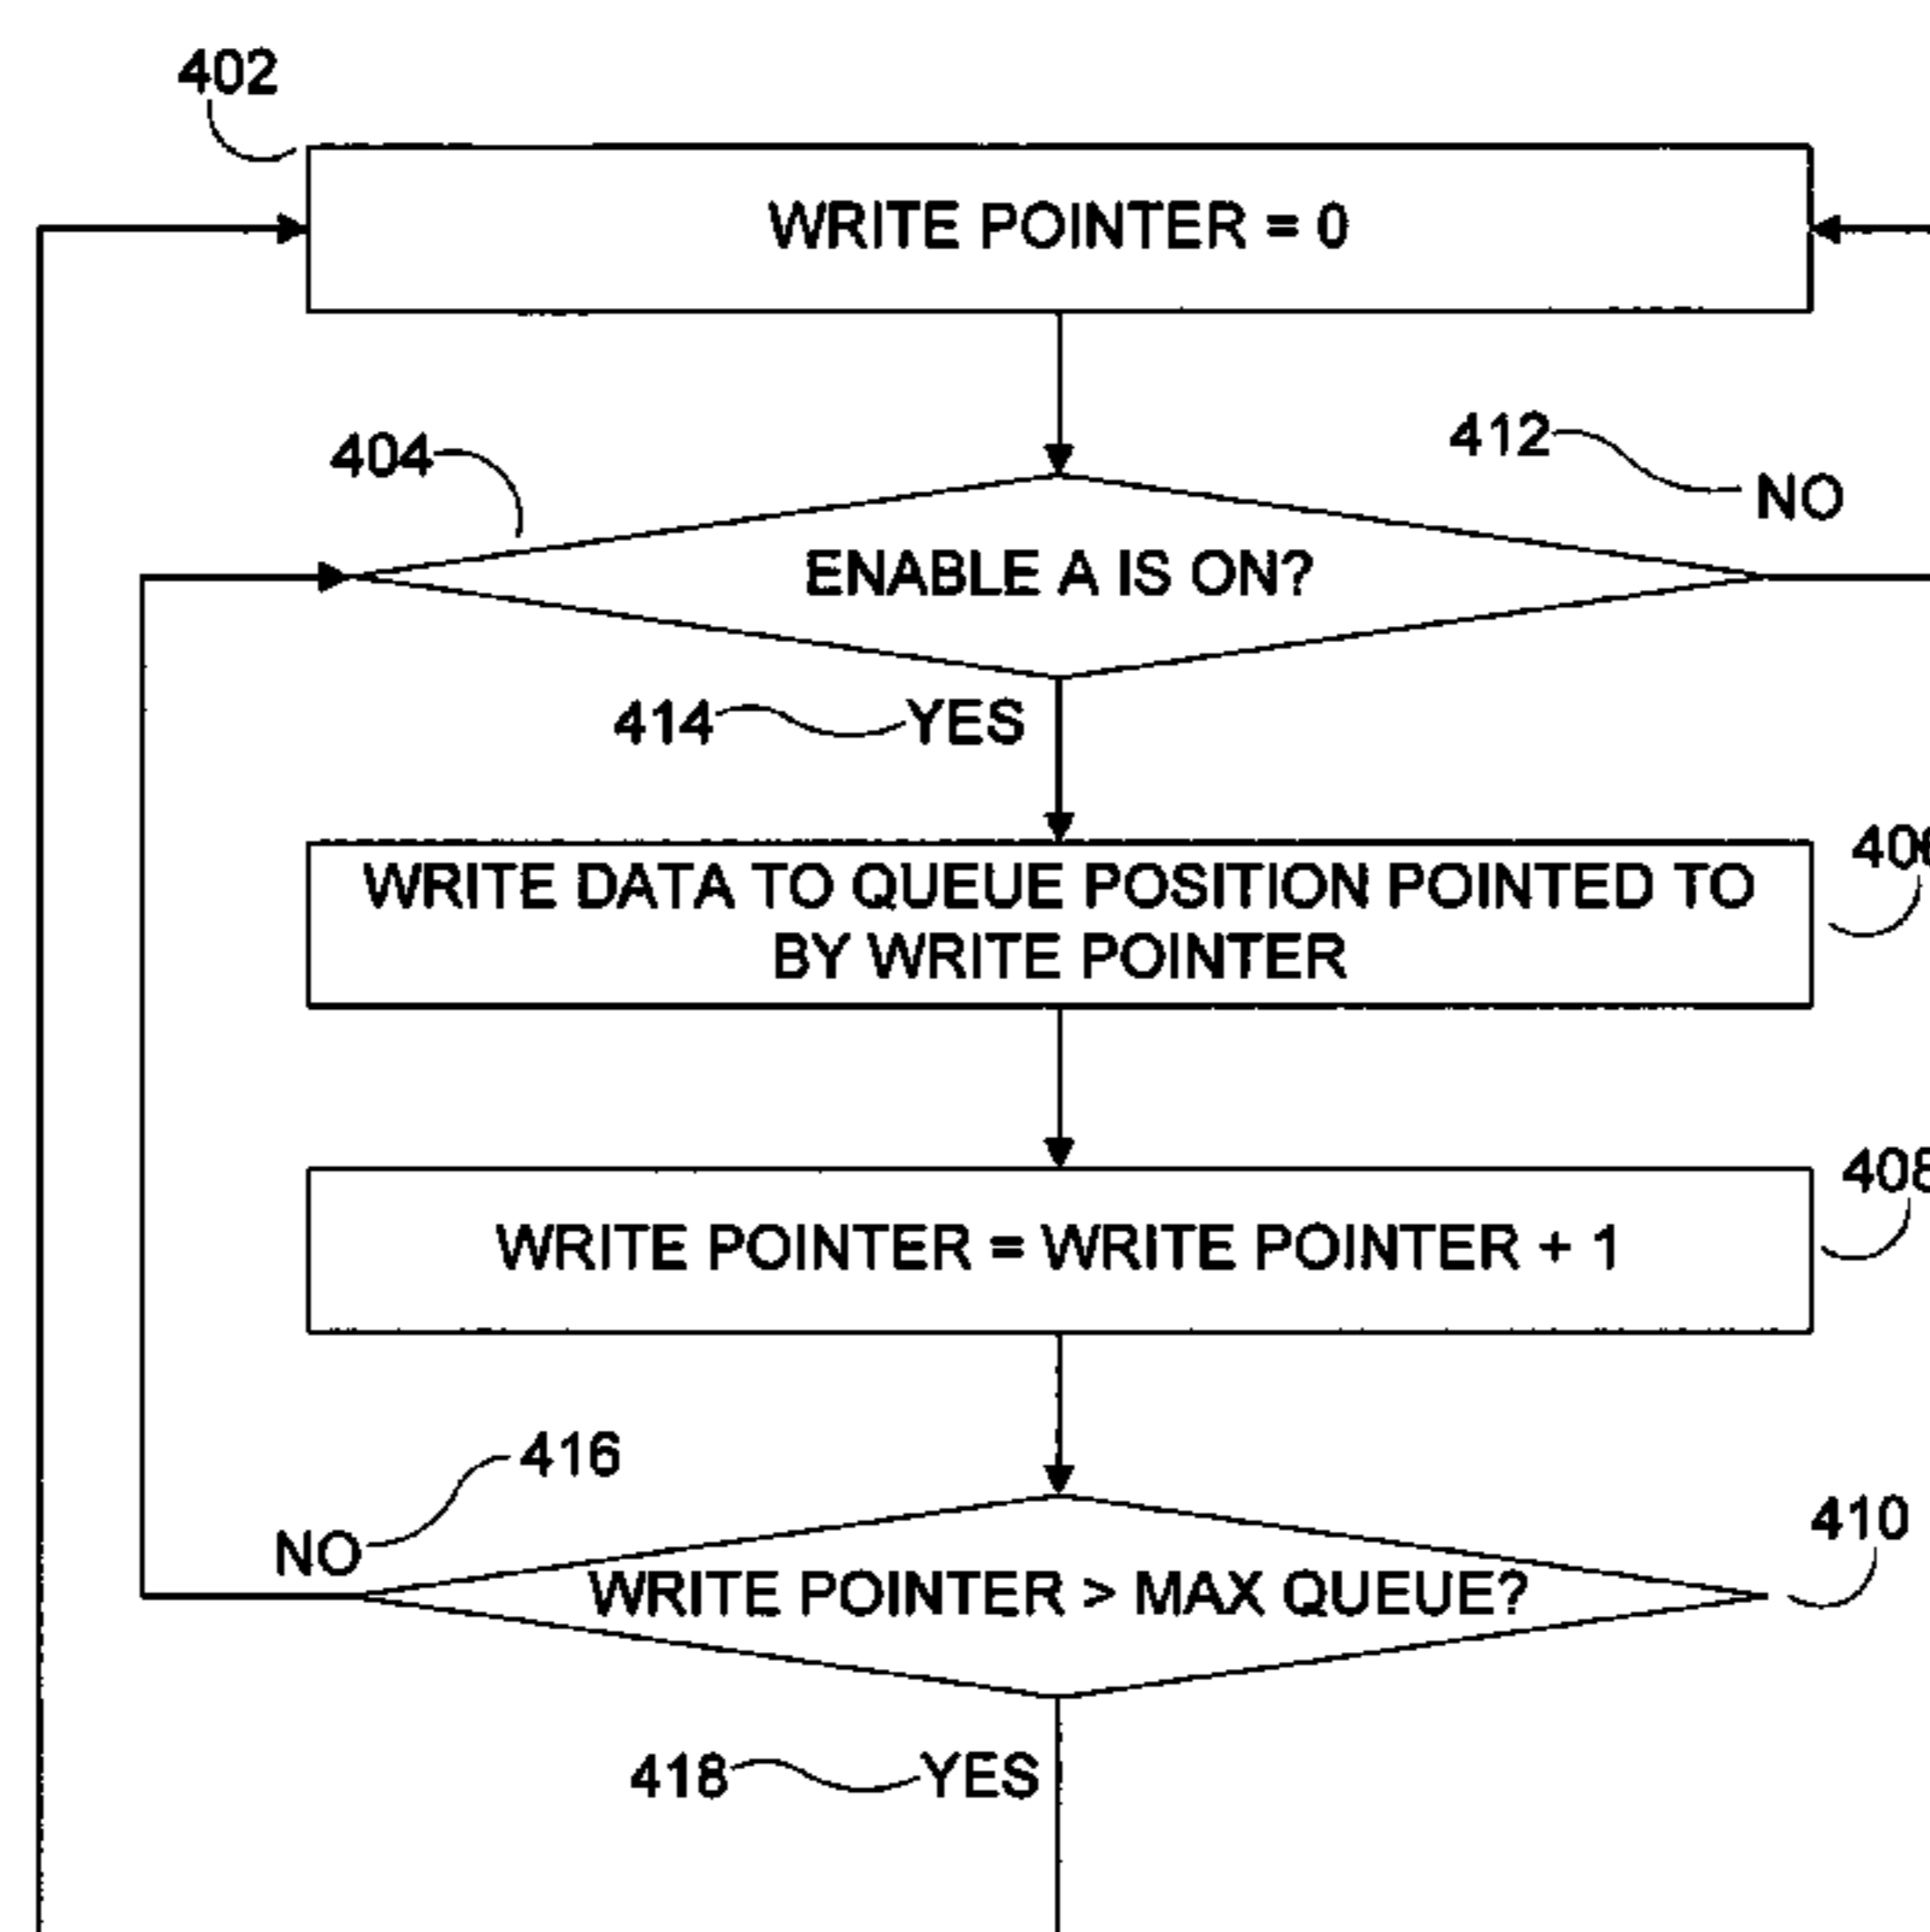 402
WRITE POINTER = 0
412
404
NO
ENABLE A IS ON?
414
YES
WRITE DATA TO QUEUE POSITION POINTED TO
BY WRITE POINTER
408
WRITE POINTER = WRITE POINTER + 1
416
NO
410
WRITE POINTER > MAX QUEUE?
418
YES